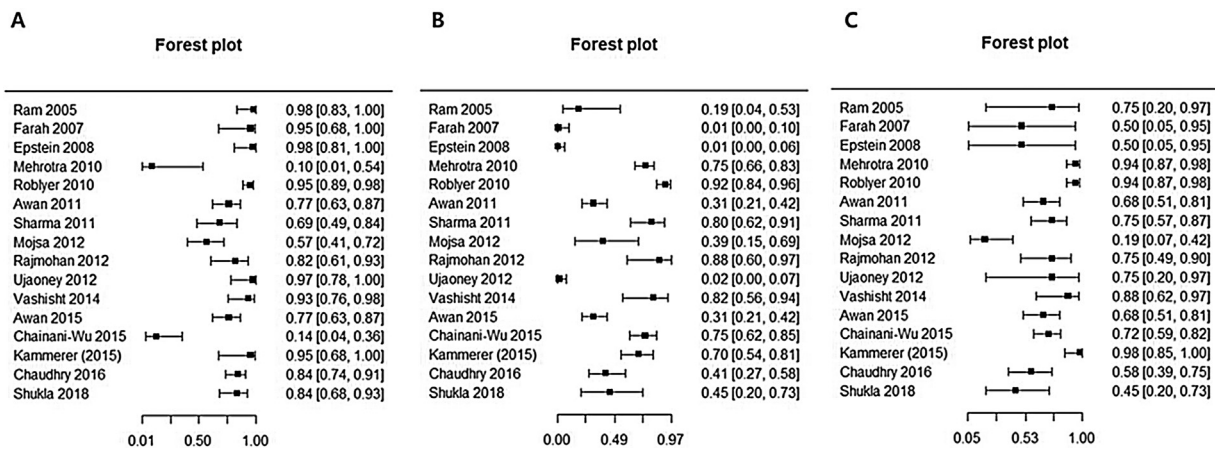 A
Forest plot
Ram 2005 0.98 [0.83, 1.00]
Farah 2007 0.95 [0.68, 1.00]
Epstein 2008 0.98 [0.81, 1.00]
Mehrotra 2010 0.10 [0.01, 0.54]
Roblyer 2010 0.95 [0.89, 0.98]
Awan 2011 0.77 [0.63, 0.87]
Sharma 2011 0.69 [0.49, 0.84]
Mojsa 2012 0.57 [0.41, 0.72]
Rajmohan 2012 0.82 [0.61, 0.93]
Ujaoney 2012 0.97 [0.78, 1.00]
Vashisht 2014 0.93 [0.76, 0.98]
Awan 2015 0.77 [0.63, 0.87]
Chainani-Wu 2015 0.14 [0.04, 0.36]
Kammerer (2015) 0.95 [0.68, 1.00]
Chaudhry 2016 0.84 [0.74, 0.91]
Shukla 2018 0.84 [0.68, 0.93]
0.01 0.50 1.00
B
Forest plot
Ram 2005 0.19 [0.04, 0.53]
Farah 2007 0.01 [0.00, 0.10]
Epstein 2008 0.01 [0.00, 0.06]
Mehrotra 2010 0.75 [0.66, 0.83]
Roblyer 2010 0.92 [0.84, 0.96]
Awan 2011 0.31 [0.21, 0.42]
Sharma 2011 0.80 [0.62, 0.91]
Mojsa 2012 0.39 [0.15, 0.69]
Rajmohan 2012 0.88 [0.60, 0.97]
Ujaoney 2012 0.02 [0.00, 0.07]
Vashisht 2014 0.82 [0.56, 0.94]
Awan 2015 0.31 [0.21, 0.42]
Chainani-Wu 2015 0.75 [0.62, 0.85]
Kammerer (2015) 0.70 [0.54, 0.81]
Chaudhry 2016 0.41 [0.27, 0.58]
Shukla 2018 0.45 [0.20, 0.73]
0.00 0.49 0.97
C
Forest plot
Ram 2005 0.75 [0.20, 0.97]
Farah 2007 0.50 [0.05, 0.95]
Epstein 2008 0.50 [0.05, 0.95]
Mehrotra 2010 0.94 [0.87, 0.98]
Roblyer 2010 0.94 [0.87, 0.98]
Awan 2011 0.68 [0.51, 0.81]
Sharma 2011 0.75 [0.57, 0.87]
Mojsa 2012 0.19 [0.07, 0.42]
Rajmohan 2012 0.75 [0.49, 0.90]
Ujaoney 2012 0.75 [0.20, 0.97]
Vashisht 2014 0.88 [0.62, 0.97]
Awan 2015 0.68 [0.51, 0.81]
Chainani-Wu 2015 0.72 [0.59, 0.82]
Kammerer (2015) 0.98 [0.85, 1.00]
Chaudhry 2016 0.58 [0.39, 0.75]
Shukla 2018 0.45 [0.20, 0.73]
0.05 0.53 1.00